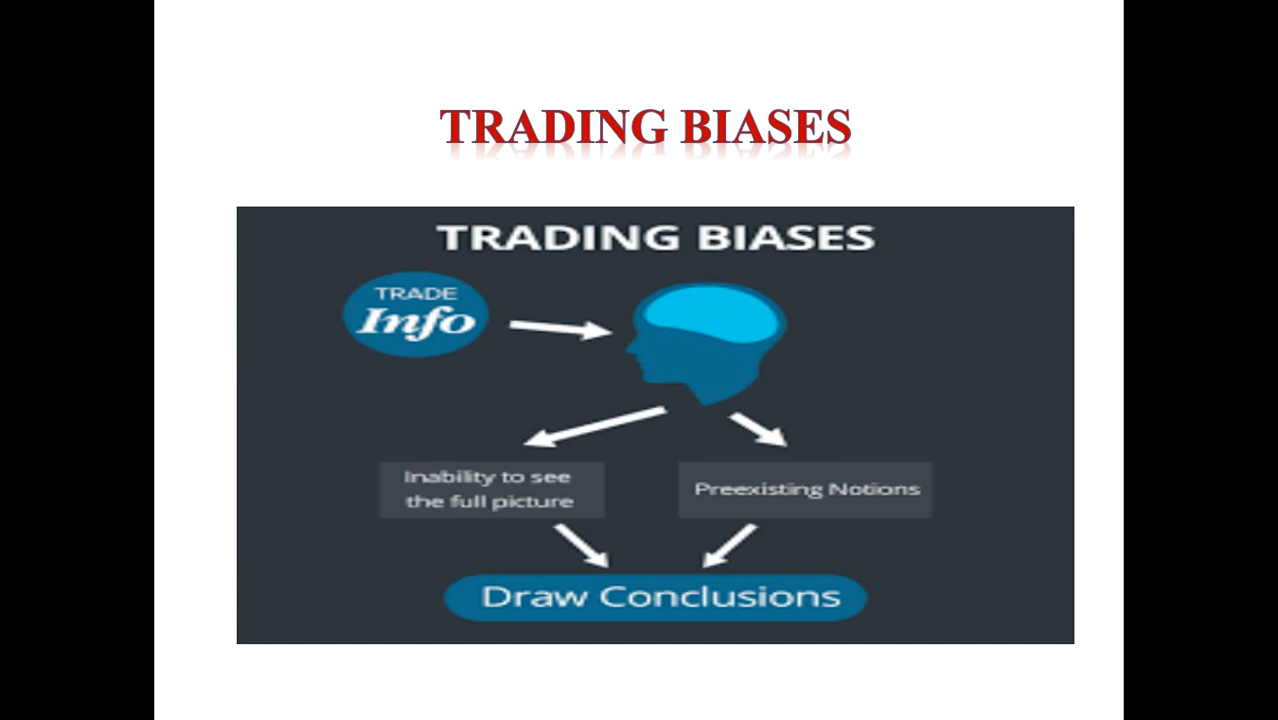 TRADING BIASES
TRADING BIASES
TRADE
Info
Inability to see
the full picture
Preexisting Notions
Draw Conclusions